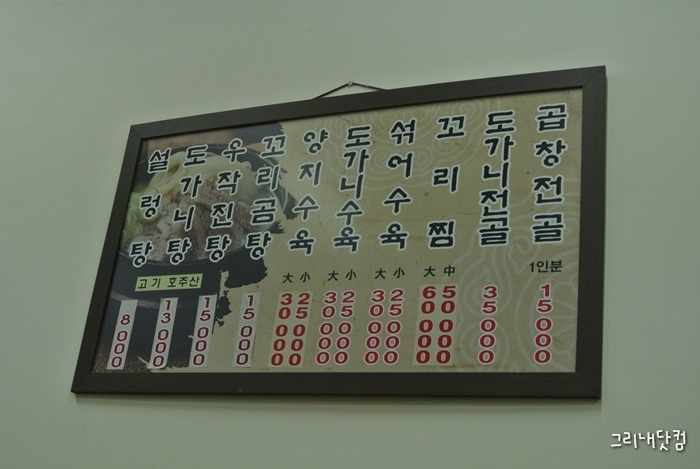 설렁탕
도가니탕
우작진탕
꼬리곰탕
양지수육
도가니수육
섞어수육
꼬리찜
도가니전골
곱창전골
고기 호주산
大 小
大 小
大 小
大 中
1인분
8000
13000
15000
15000
30000
25000
30000
25000
30000
25000
60000
50000
35000
15000
그리내닷컴